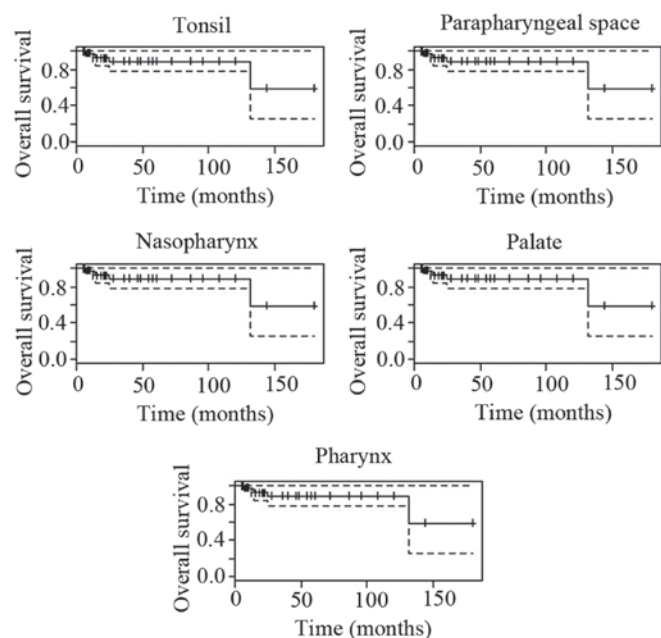 Tonsil
Overall survival
0.8
0.4
0.0
0 50 100 150
Time (months)
Parapharyngeal space
Overall survival
0.8
0.4
0.0
0 50 100 150
Time (months)
Nasopharynx
Overall survival
0.8
0.4
0.0
0 50 100 150
Time (months)
Palate
Overall survival
0.8
0.4
0.0
0 50 100 150
Time (months)
Pharynx
Overall survival
0.8
0.4
0.0
0 50 100 150
Time (months)